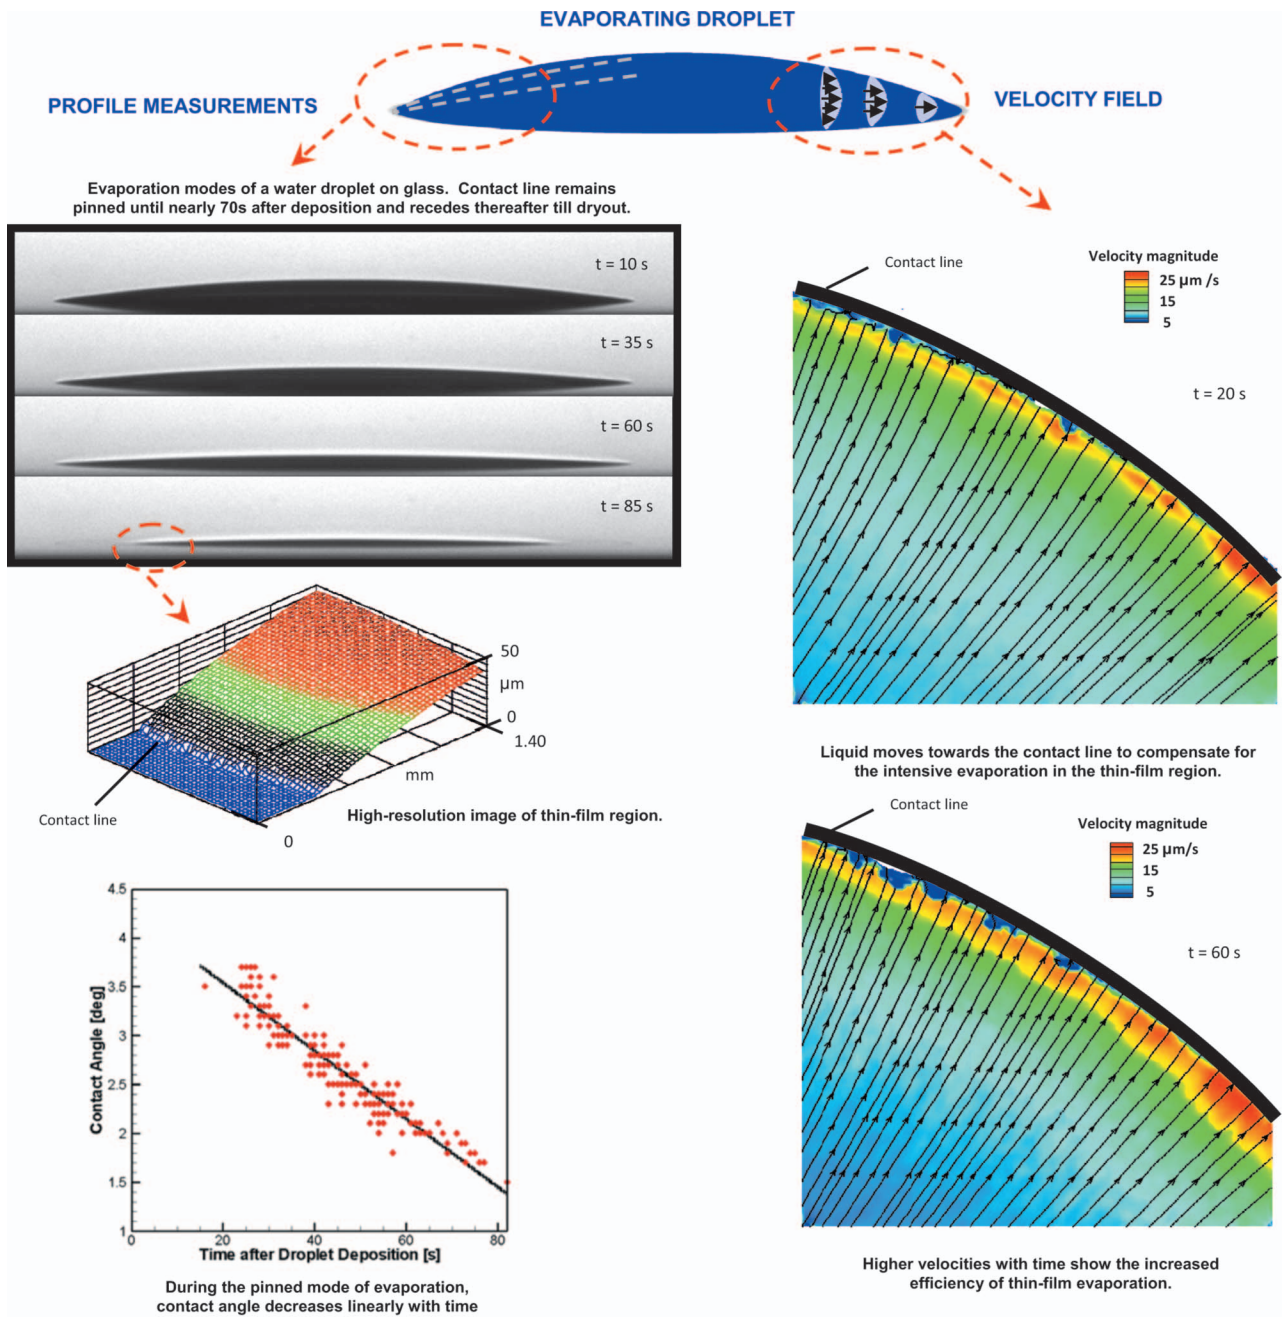 EVAPORATING DROPLET
PROFILE MEASUREMENTS
VELOCITY FIELD
Evaporation modes of a water droplet on glass. Contact line remains
pinned until nearly 70s after deposition and recedes thereafter till dryout.
t = 10 s
t = 35 s
t = 60 s
t = 85 s
50
µm
0
1.40
mm
Contact line
0
High-resolution image of thin-film region.
4.5
4
3.5
3
2.5
2
1.5
1
Contact Angle [deg]
0
20
40
60
80
Time after Droplet Deposition [s]
During the pinned mode of evaporation,
contact angle decreases linearly with time
Contact line
Velocity magnitude
25 µm /s
15
5
t = 20 s
Liquid moves towards the contact line to compensate for
the intensive evaporation in the thin-film region.
Contact line
Velocity magnitude
25 µm/s
15
5
t = 60 s
Higher velocities with time show the increased
efficiency of thin-film evaporation.